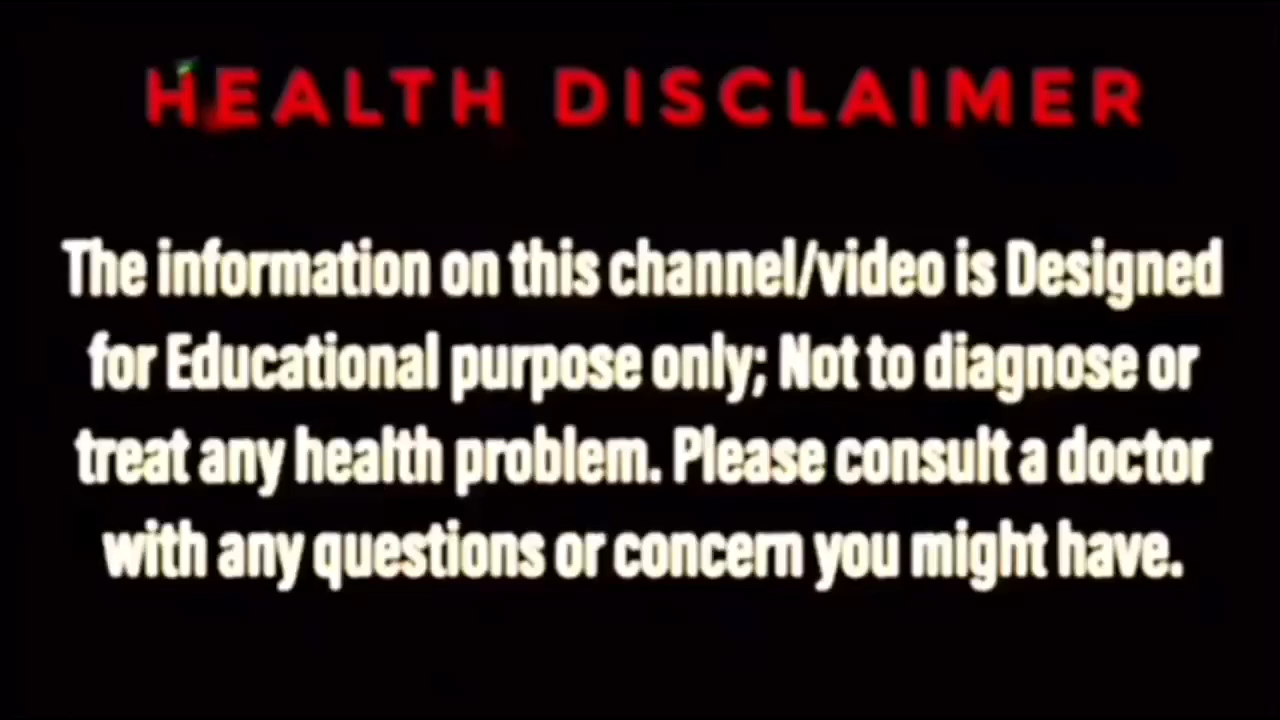 HEALTH DISCLAIMER
The information on this channel/video is Designed
for Educational purpose only; Not to diagnose or
treat any health problem. Please consult a doctor
with any questions or concern you might have.